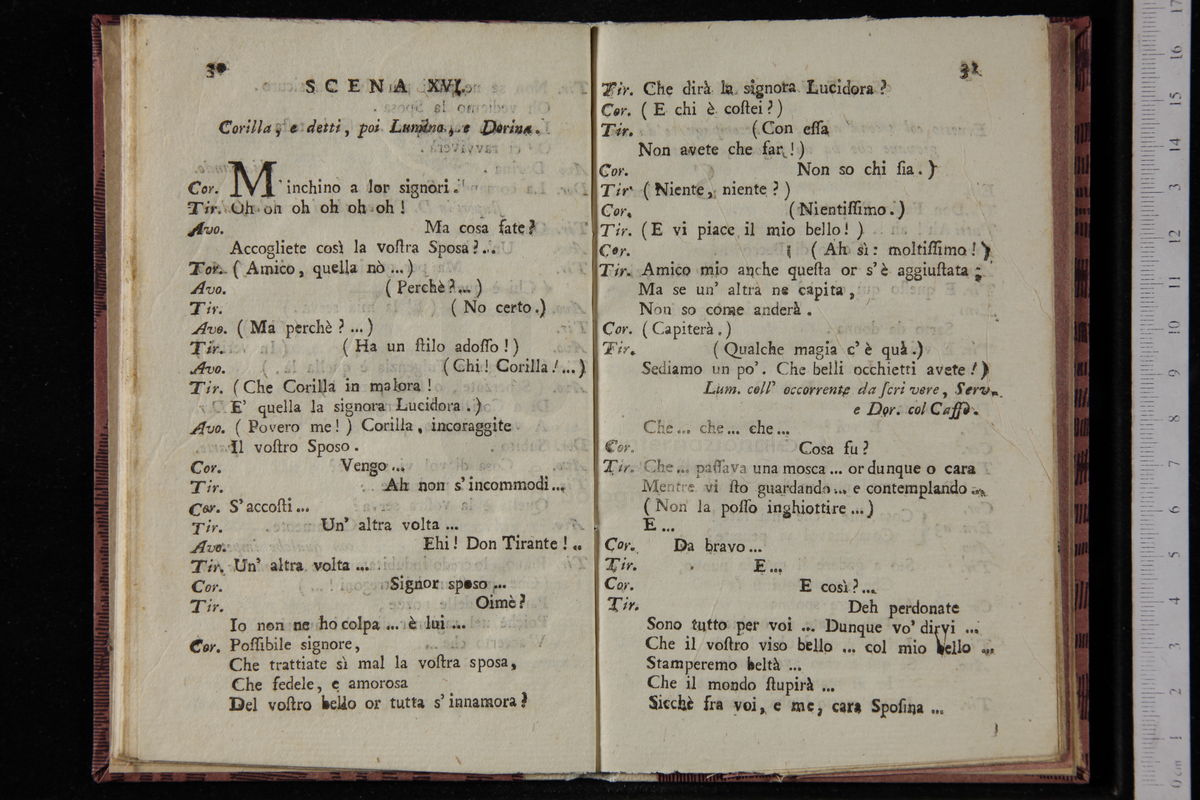 30
SCENA XVI.
Corilla, e detti, poi Lumino, e Dorina.
Cor. M'inchino a lor signori.
Tir. Oh oh oh oh oh oh!
Avo. Ma cosa fate?
Accogliete così la voſtra Sposa?...
Tor. (Amico, quella nò ...)
Avo. (Perchè?...)
Tir. (No certo.)
Avo. (Ma perchè? ...)
Tir. (Ha un ſtilo adoſſo!)
Avo. (Chi! Corilla!...)
Tir. (Che Corilla in malora!
E' quella la signora Lucidora.)
Avo. (Povero me!) Corilla, incoraggite
Il voſtro Sposo.
Cor. Vengo...
Tir. Ah non s'incommodi...
Cor. S'accoſti...
Tir. Un' altra volta ...
Avo. Ehi! Don Tirante!..
Tir. Un' altra volta ...
Cor. Signor sposo ...
Tir. Oimè?
Io non ne ho colpa ... è lui ...
Cor. Poſſibile signore,
Che trattiate sì mal la voſtra sposa,
Che fedele, e amorosa
Del voſtro bello or tutta s'innamora?
31
Tir. Che dirà la signora Lucidora?
Cor. (E chi è coſtei?)
Tir. (Con eſſa
Non avete che far!)
Cor. Non so chi ſia.)
Tir (Niente, niente?)
Cor. (Nientiſſimo.)
Tir. (E vi piace il mio bello!)
Cor. (Ah sì: moltiſſimo!)
Tir. Amico mio anche queſta or s'è aggiuſtata;
Ma se un' altra ne capita,
Non so come anderà.
Cor. (Capiterà.)
Tir. (Qualche magia c'è quà.)
Sediamo un po'. Che belli occhietti avete!)
Lum. coll' occorrente da ſcrivere, Serv.
e Dor. col Caffè.
Che... che... che...
Cor. Cosa fu?
Tir. Che... paſſava una mosca ... or dunque o cara
Mentre vi ſto guardando... e contemplando ...
(Non la poſſo inghiottire ...)
E...
Cor. Da bravo...
Tir. E...
Cor. E così?...
Tir. Deh perdonate
Sono tutto per voi ... Dunque vo' dirvi ...
Che il voſtro viso bello ... col mio bello ...
Stamperemo beltà ...
Che il mondo ſtupirà ...
Sicchè fra voi, e me, cara Spoſina ...